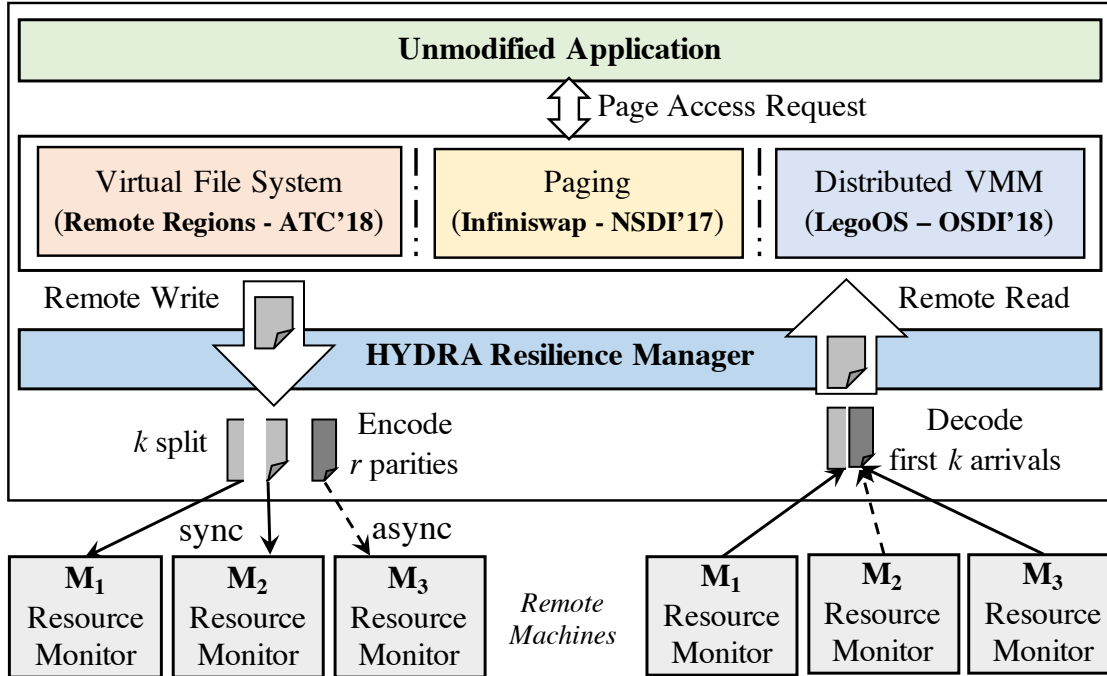 Unmodified Application
Page Access Request
Virtual File System
(Remote Regions - ATC’18)
Paging
(Infiniswap - NSDI’17)
Distributed VMM
(LegoOS – OSDI’18)
Remote Write
Remote Read
HYDRA Resilience Manager
k split
Encode
r parities
Decode
first k arrivals
sync
async
M1
Resource
Monitor
M2
Resource
Monitor
M3
Resource
Monitor
Remote
Machines
M1
Resource
Monitor
M2
Resource
Monitor
M3
Resource
Monitor